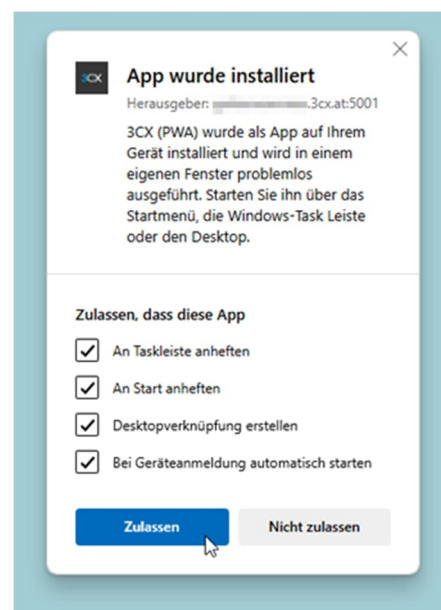 3CX
App wurde installiert
Herausgeber: .3cx.at:5001
3CX (PWA) wurde als App auf Ihrem
Gerät installiert und wird in einem
eigenen Fenster problemlos
ausgeführt. Starten Sie ihn über das
Startmenü, die Windows-Task Leiste
oder den Desktop.
Zulassen, dass diese App
An Taskleiste anheften
An Start anheften
Desktopverknüpfung erstellen
Bei Geräteanmeldung automatisch starten
Zulassen
Nicht zulassen